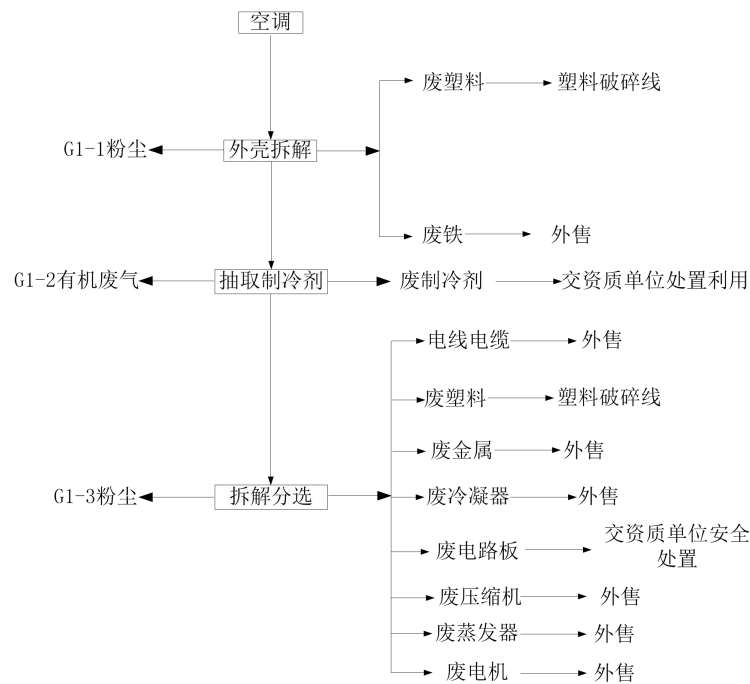 空调
废塑料
塑料破碎线
G1-1粉尘
外壳拆解
废铁
外售
G1-2有机废气
抽取制冷剂
废制冷剂
交资质单位处置利用
电线电缆
外售
废塑料
塑料破碎线
废金属
外售
G1-3粉尘
拆解分选
废冷凝器
外售
废电路板
交资质单位安全
处置
废压缩机
外售
废蒸发器
外售
废电机
外售